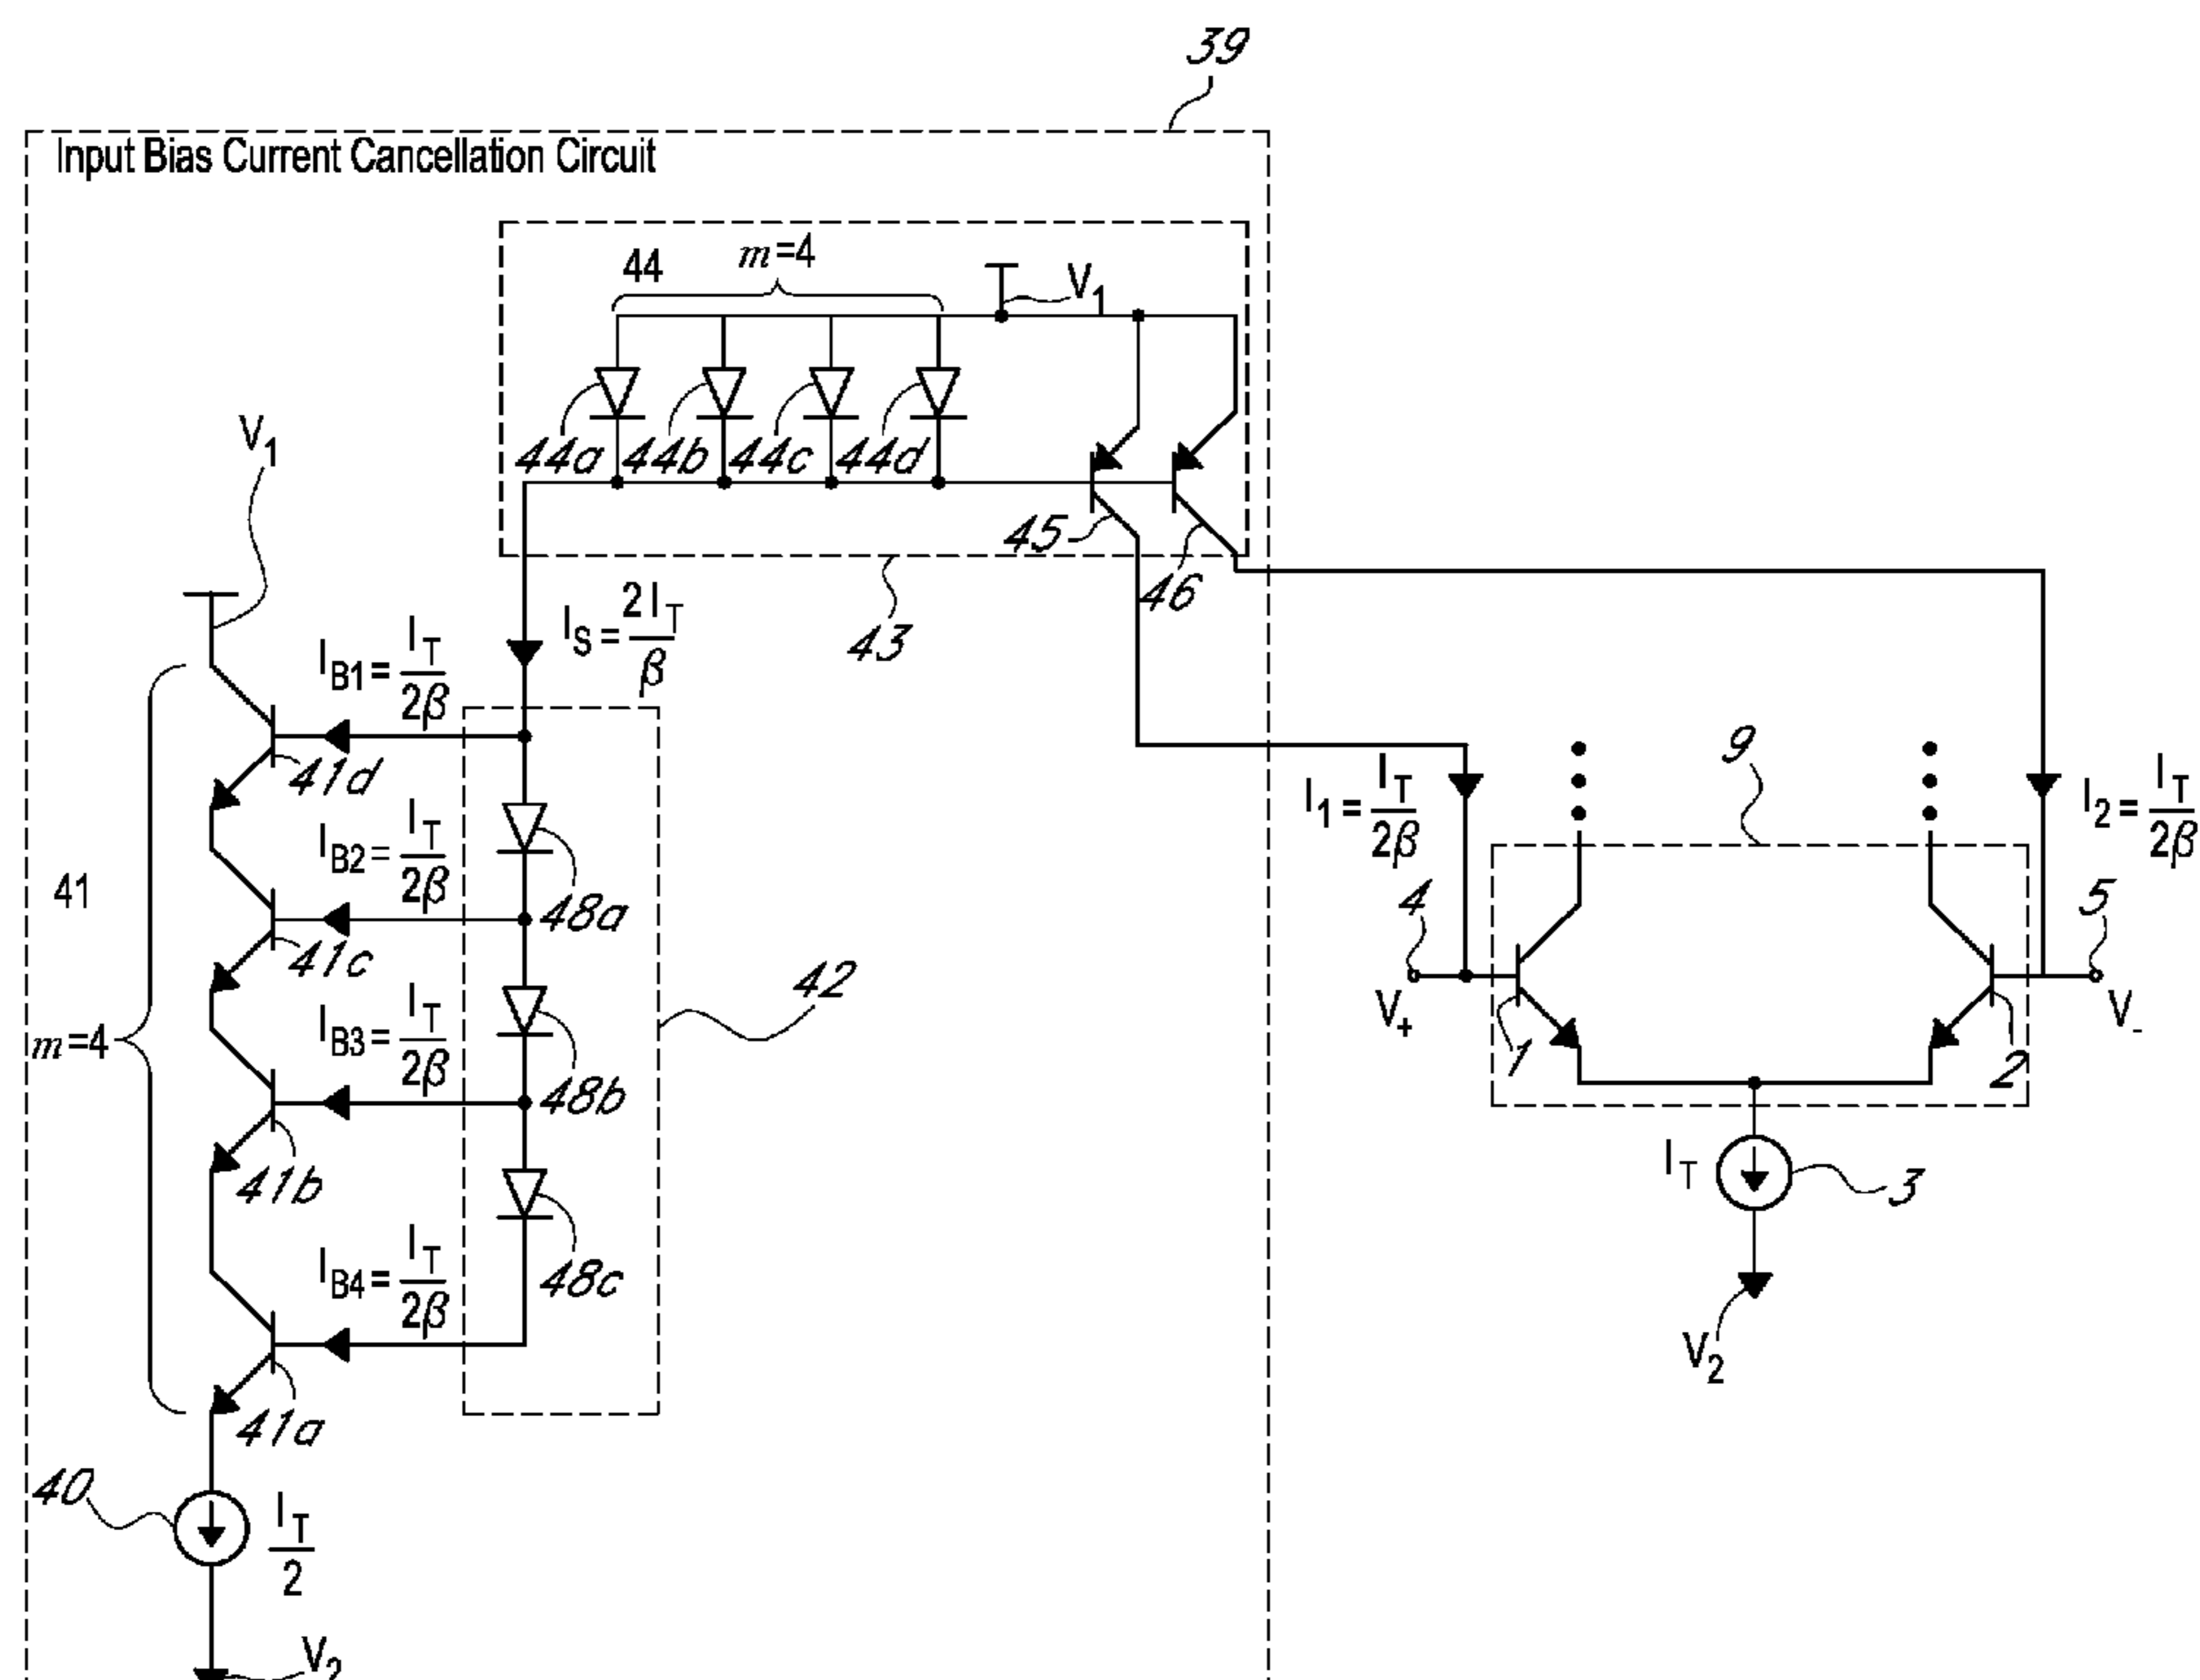 39
Input Bias Current Cancellation Circuit
44
m=4
V1
44a
44b
44c
44d
45
46
43
V1
IS = 2IT/β
IB1 = IT/2β
41d
IB2 = IT/2β
48a
41c
41
m=4
IB3 = IT/2β
48b
41b
42
IB4 = IT/2β
48c
41a
40
IT/2
V2
9
I1 = IT/2β
I2 = IT/2β
4
5
V+
V-
1
2
IT
3
V2